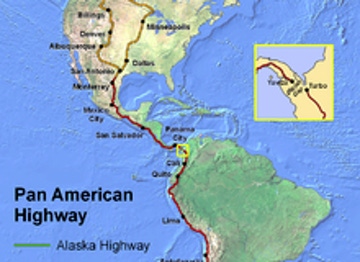 Billings
Minneapolis
Denver
Albuquerque
Dallas
San Antonio
Monterrey
Mexico
City
San Salvador
Panama
City
Turbo
Cali
Quito
Lima
Pan American
Highway
Alaska Highway